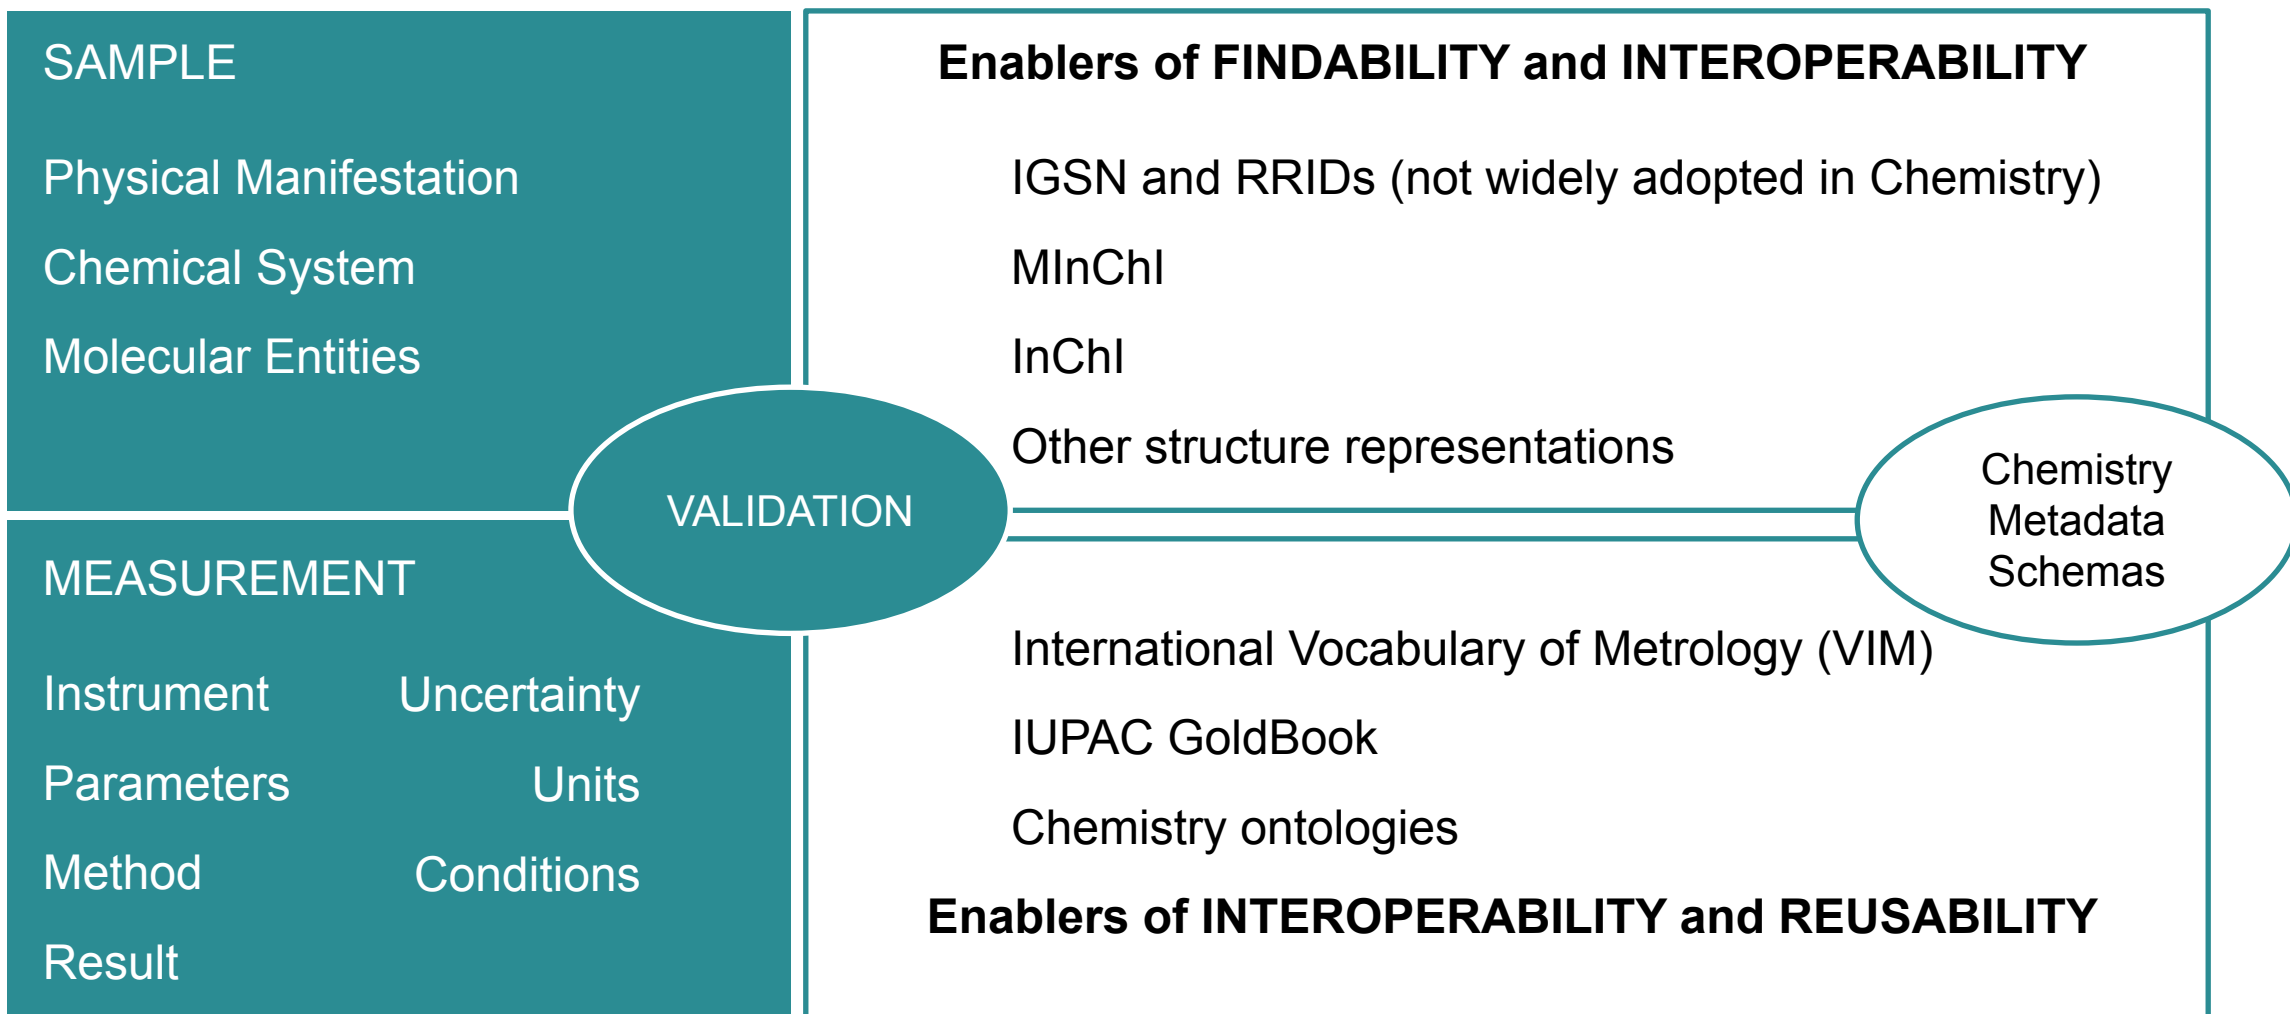 SAMPLE
Physical Manifestation
Chemical System
Molecular Entities
Enablers of FINDABILITY and INTEROPERABILITY
IGSN and RRIDs (not widely adopted in Chemistry)
MInChI
InChI
Other structure representations
VALIDATION
Chemistry
Metadata
Schemas
MEASUREMENT
Instrument Uncertainty
Parameters Units
Method Conditions
Result
International Vocabulary of Metrology (VIM)
IUPAC GoldBook
Chemistry ontologies
Enablers of INTEROPERABILITY and REUSABILITY